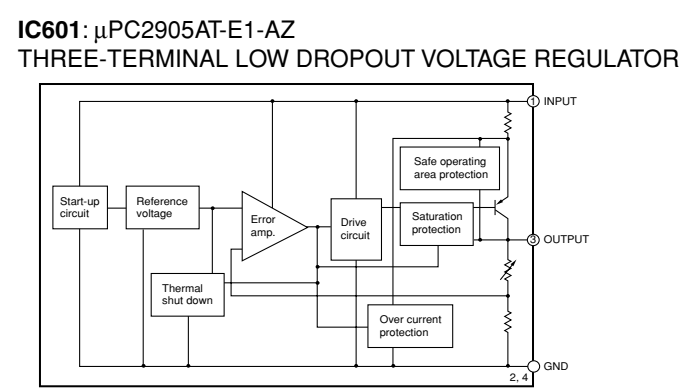 IC601: µPC2905AT-E1-AZ
THREE-TERMINAL LOW DROPOUT VOLTAGE REGULATOR
1 INPUT
Safe operating
area protection
Start-up
circuit
Reference
voltage
Error
amp.
Drive
circuit
Saturation
protection
3 OUTPUT
Thermal
shut down
Over current
protection
GND
2, 4